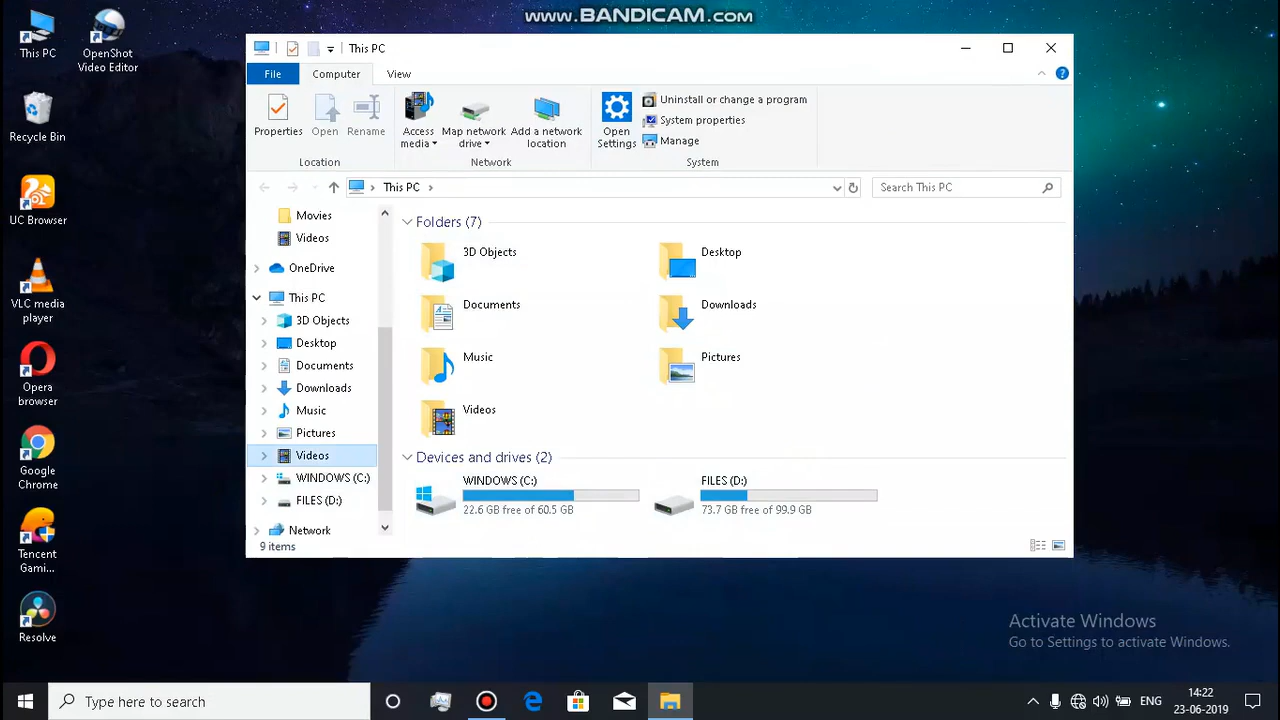 www.BANDICAM.com
This PC
OpenShot
Video Editor
Recycle Bin
UC Browser
VLC media
player
Opera
browser
Google
Chrome
Tencent
Gami...
Resolve
This PC
File
Computer
View
Properties
Open
Rename
Location
Access
media
Map network
drive
Add a network
location
Network
Open
Settings
Uninstall or change a program
System properties
Manage
System
This PC
Search This PC
Movies
Videos
OneDrive
This PC
3D Objects
Desktop
Documents
Downloads
Music
Pictures
Videos
WINDOWS (C:)
FILES (D:)
Network
Folders (7)
3D Objects
Desktop
Documents
Downloads
Music
Pictures
Videos
Devices and drives (2)
WINDOWS (C:)
22.6 GB free of 60.5 GB
FILES (D:)
73.7 GB free of 99.9 GB
9 items
Activate Windows
Go to Settings to activate Windows.
Type here to search
ENG
14:22
23-06-2019